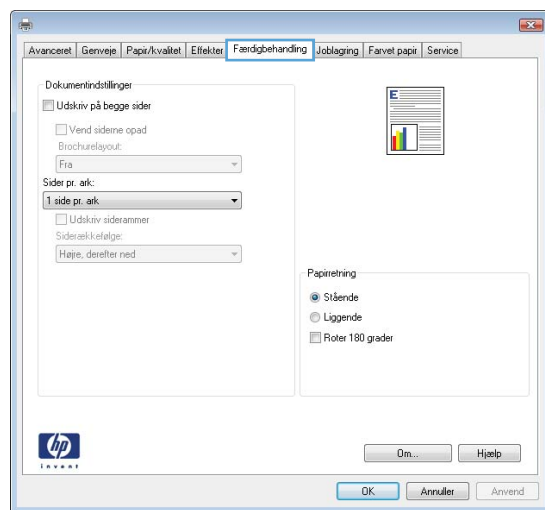 Avanceret Genveje Papir/kvalitet Effekter Færdigbehandling Joblagring Farvet papir Service
Dokumentindstillinger
Udskriv på begge sider
Vend siderne opad
Brochurelayout:
Fra
Sider pr. ark:
1 side pr. ark
Udskriv siderammer
Siderækkefølge:
Højre, derefter ned
E
Papirretning
Stående
Liggende
Roter 180 grader
hp
invent
Om... Hjælp
OK Annuller Anvend